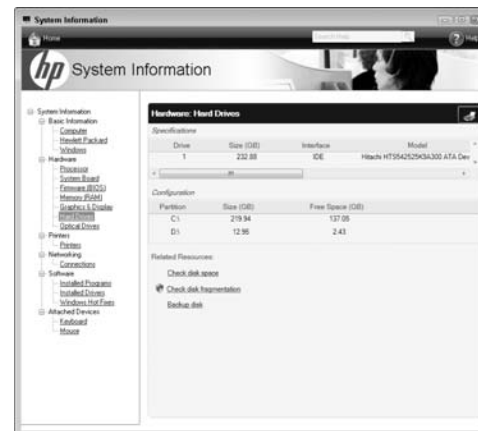 System Information
Home
Search Help
Help
hp System Information
System Information
Basic Information
Computer
Hewlett Packard
Windows
Hardware
Processor
System Board
Firmware (BIOS)
Memory (RAM)
Graphics & Display
Hard Drives
Optical Drives
Printers
Printers
Networking
Connections
Software
Installed Programs
Installed Drivers
Windows Hot Fixes
Attached Devices
Keyboard
Mouse
Hardware: Hard Drives
Specifications
Drive Size (GB) Interface Model
1 232.88 IDE Hitachi HTS542525K3A300 ATA Dev
Configuration
Partition Size (GB) Free Space (GB)
C:\ 219.94 137.05
D:\ 12.95 2.43
Related Resources:
Check disk space
Check disk fragmentation
Backup disk